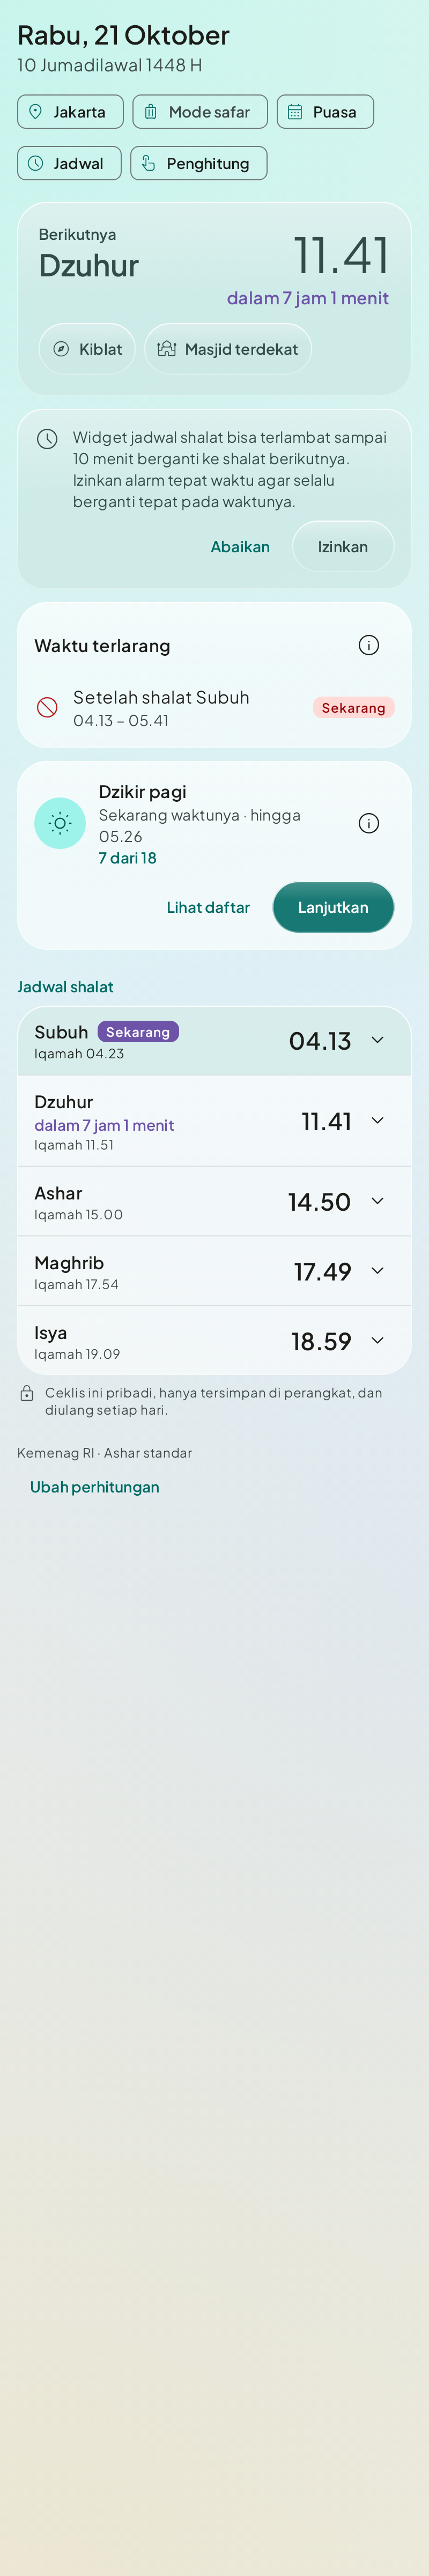 Rabu, 21 Oktober
10 Jumadilawal 1448 H
Jakarta
Mode safar
Puasa
Jadwal
Penghitung
Berikutnya
Dzuhur
11.41
dalam 7 jam 1 menit
Kiblat
Masjid terdekat
Widget jadwal shalat bisa terlambat sampai
10 menit berganti ke shalat berikutnya.
Izinkan alarm tepat waktu agar selalu
berganti tepat pada waktunya.
Abaikan
Izinkan
Waktu terlarang
Setelah shalat Subuh
04.13 – 05.41
Sekarang
Dzikir pagi
Sekarang waktunya · hingga
05.26
7 dari 18
Lihat daftar
Lanjutkan
Jadwal shalat
Subuh
Sekarang
Iqamah 04.23
04.13
Dzuhur
dalam 7 jam 1 menit
Iqamah 11.51
11.41
Ashar
Iqamah 15.00
14.50
Maghrib
Iqamah 17.54
17.49
Isya
Iqamah 19.09
18.59
Ceklis ini pribadi, hanya tersimpan di perangkat, dan
diulang setiap hari.
Kemenag RI · Ashar standar
Ubah perhitungan